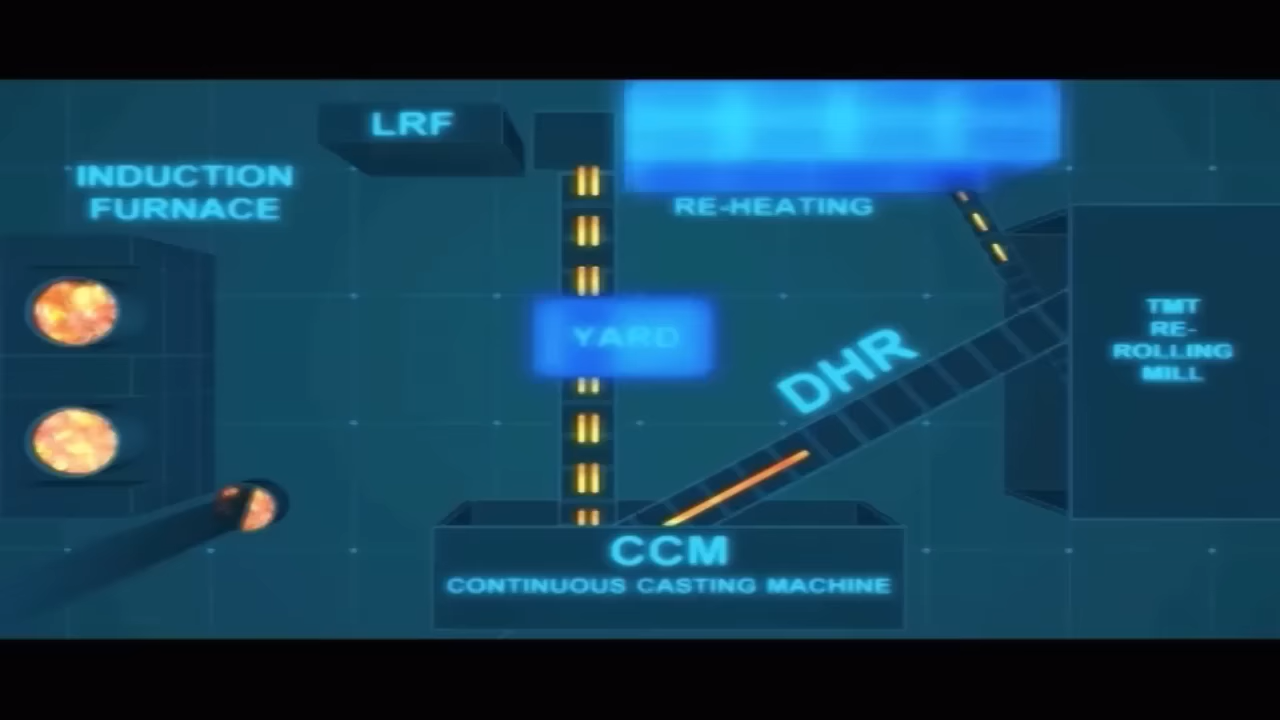 LRF
INDUCTION
FURNACE
RE-HEATING
YARD
DHR
TMT
RE-
ROLLING
MILL
CCM
CONTINUOUS CASTING MACHINE